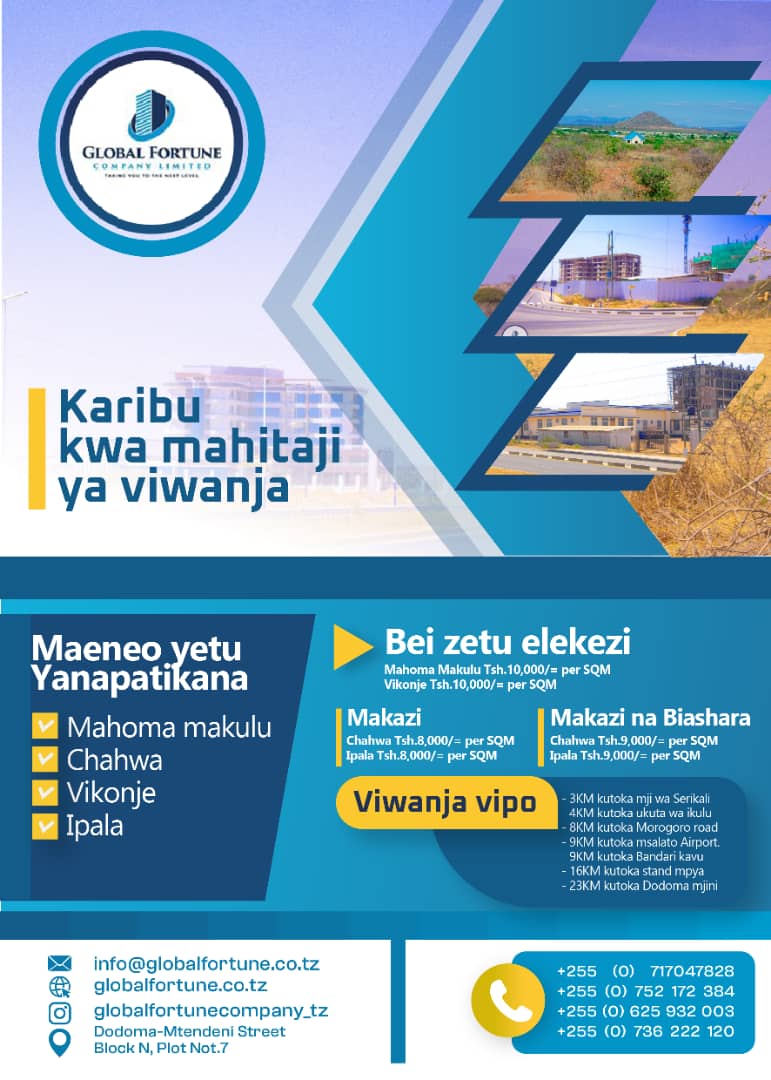 GLOBAL FORTUNE
COMPANY LIMITED
TAKING YOU TO THE NEXT LEVEL
Karibu
kwa mahitaji
ya viwanja
Maeneo yetu
Yanapatikana
Mahoma makulu
Chahwa
Vikonje
Ipala
Bei zetu elekezi
Mahoma Makulu Tsh.10,000/= per SQM
Vikonje Tsh.10,000/= per SQM
Makazi
Chahwa Tsh.8,000/= per SQM
Ipala Tsh.8,000/= per SQM
Makazi na Biashara
Chahwa Tsh.9,000/= per SQM
Ipala Tsh.9,000/= per SQM
Viwanja vipo
- 3KM kutoka mji wa Serikali
4KM kutoka ukuta wa ikulu
- 8KM kutoka Morogoro road
- 9KM kutoka msalato Airport.
9KM kutoka Bandari kavu
- 16KM kutoka stand mpya
- 23KM kutoka Dodoma mjini
info@globalfortune.co.tz
globalfortune.co.tz
globalfortunecompany_tz
Dodoma-Mtendeni Street
Block N, Plot Not.7
+255 (0) 717047828
+255 (0) 752 172 384
+255 (0) 625 932 003
+255 (0) 736 222 120